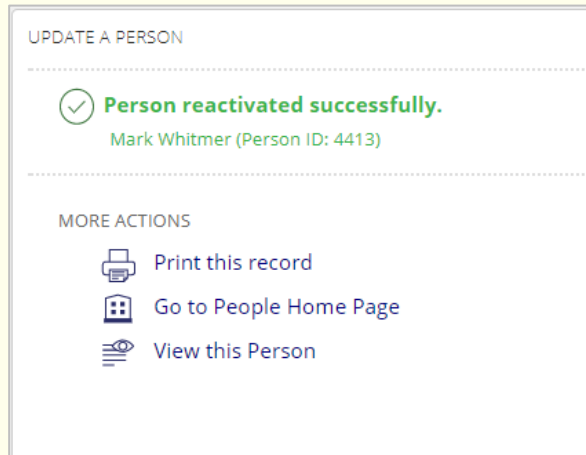 UPDATE A PERSON
Person reactivated successfully.
Mark Whitmer (Person ID: 4413)
MORE ACTIONS
Print this record
Go to People Home Page
View this Person